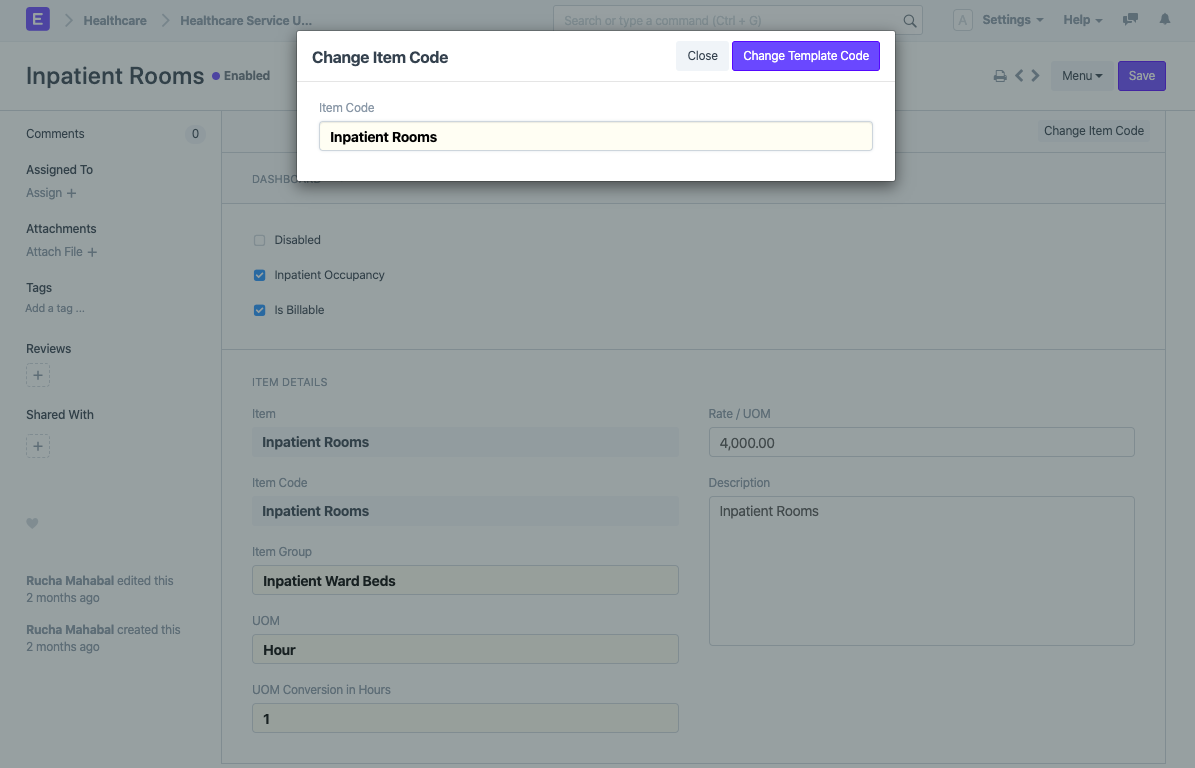 E
Healthcare
Healthcare Service U...
Search or type a command (Ctrl + G)
A
Settings
Help
Change Item Code
Close
Change Template Code
Item Code
Inpatient Rooms
Inpatient Rooms
Enabled
Menu
Save
Comments
0
Assigned To
Assign +
Attachments
Attach File +
Tags
Add a tag ...
Reviews
+
Shared With
+
Rucha Mahabal edited this
2 months ago
Rucha Mahabal created this
2 months ago
Change Item Code
DASHBOARD
Disabled
Inpatient Occupancy
Is Billable
ITEM DETAILS
Item
Inpatient Rooms
Item Code
Inpatient Rooms
Item Group
Inpatient Ward Beds
UOM
Hour
UOM Conversion in Hours
1
Rate / UOM
4,000.00
Description
Inpatient Rooms